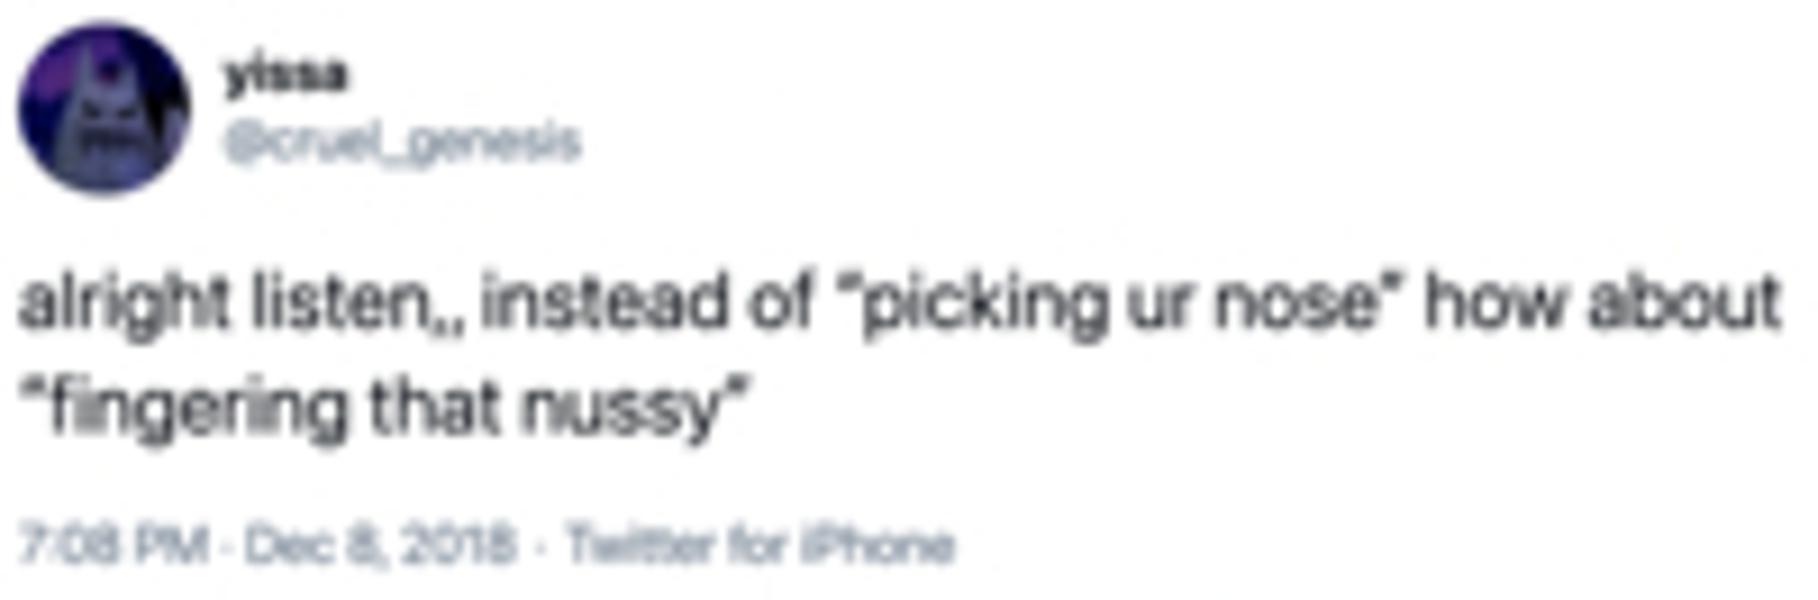 yissa
@cruel_genesis
alright listen,, instead of “picking ur nose” how about
“fingering that nussy”
7:08 PM · Dec 8, 2018 · Twitter for iPhone